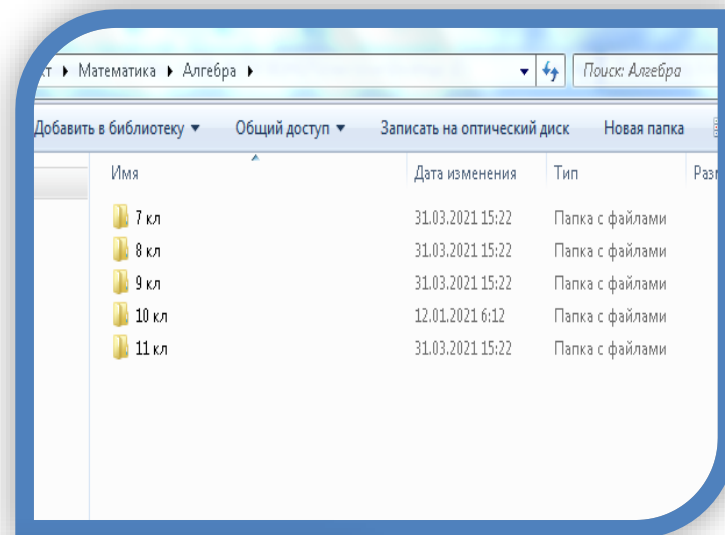 Математика Алгебра Поиск: Алгебра
Добавить в библиотеку Общий доступ Записать на оптический диск Новая папка
Имя Дата изменения Тип
7 кл 31.03.2021 15:22 Папка с файлами
8 кл 31.03.2021 15:22 Папка с файлами
9 кл 31.03.2021 15:22 Папка с файлами
10 кл 12.01.2021 6:12 Папка с файлами
11 кл 31.03.2021 15:22 Папка с файлами